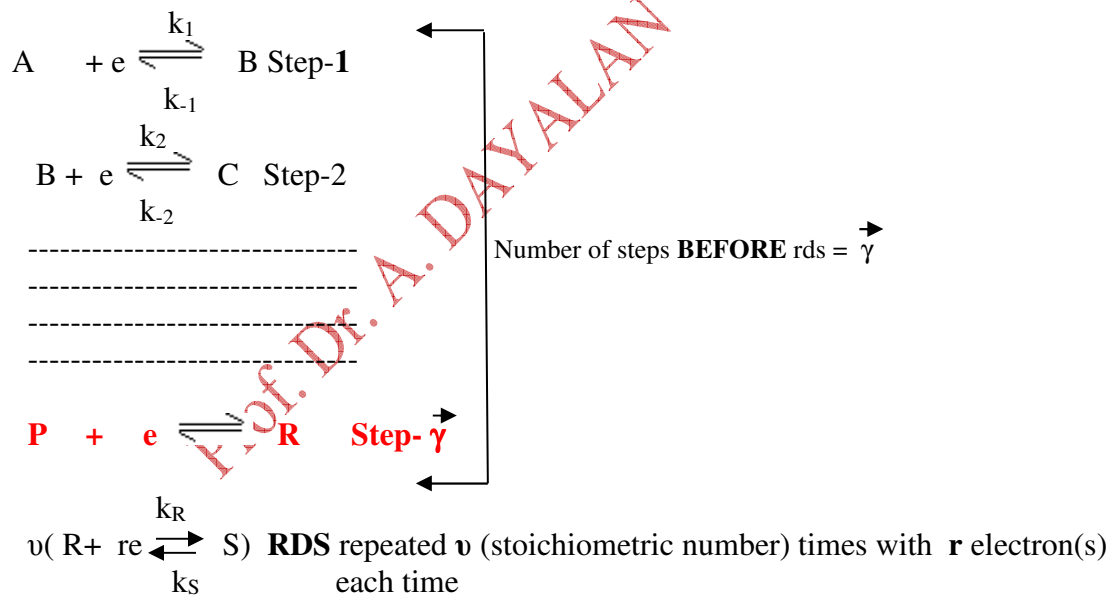 k1
A + e ⇌ B Step-1
k-1
k2
B + e ⇌ C Step-2
k-2
---------------------------------
Number of steps BEFORE rds = γ⃗
---------------------------------
---------------------------------
---------------------------------
P + e ⇌ R Step- γ⃗
kR
υ( R+ re ⇌ S) RDS repeated υ (stoichiometric number) times with r electron(s)
kS each time
Prof. Dr. A. DAYALAN